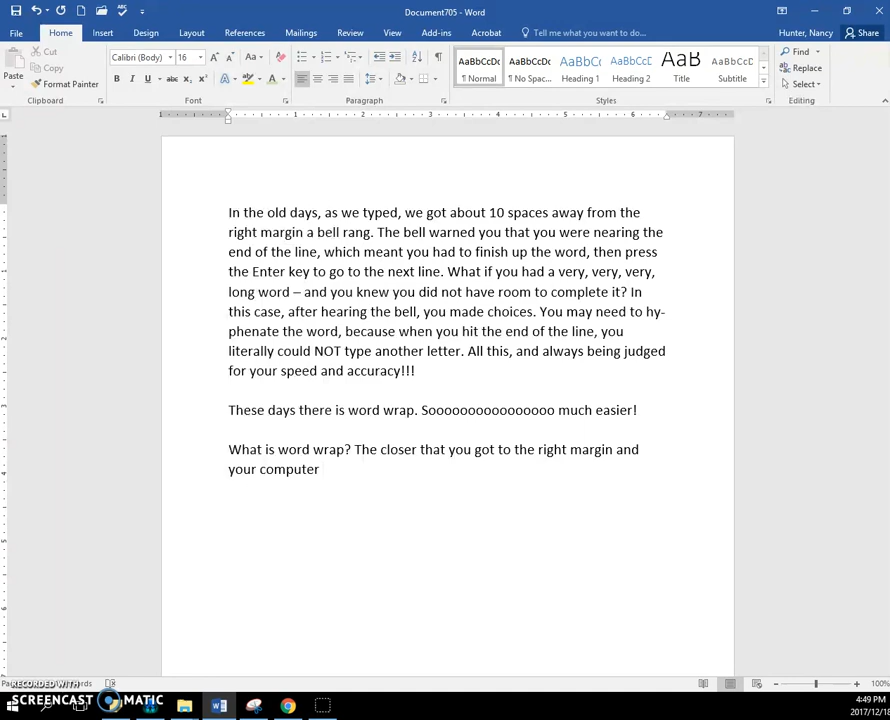 Document705 - Word
File Home Insert Design Layout References Mailings Review View Add-ins Acrobat Tell me what you want to do... Hunter, Nancy Share
Cut
Copy
Paste
Format Painter
Calibri (Body) 16
AaBbCcDc AaBbCcDc AaBbCc AaBbCcD AaB AaBbCcD
¶ Normal ¶ No Spac... Heading 1 Heading 2 Title Subtitle
Find
Replace
Select
Clipboard Font Paragraph Styles Editing
1 1 2 3 4 5 6 7
In the old days, as we typed, we got about 10 spaces away from the
right margin a bell rang. The bell warned you that you were nearing the
end of the line, which meant you had to finish up the word, then press
the Enter key to go to the next line. What if you had a very, very, very,
long word – and you knew you did not have room to complete it? In
this case, after hearing the bell, you made choices. You may need to hy-
phenate the word, because when you hit the end of the line, you
literally could NOT type another letter. All this, and always being judged
for your speed and accuracy!!!
These days there is word wrap. Soooooooooooooooo much easier!
What is word wrap? The closer that you got to the right margin and
your computer
100%
RECORDED WITH
SCREENCAST MATIC
4:49 PM
2017/12/18